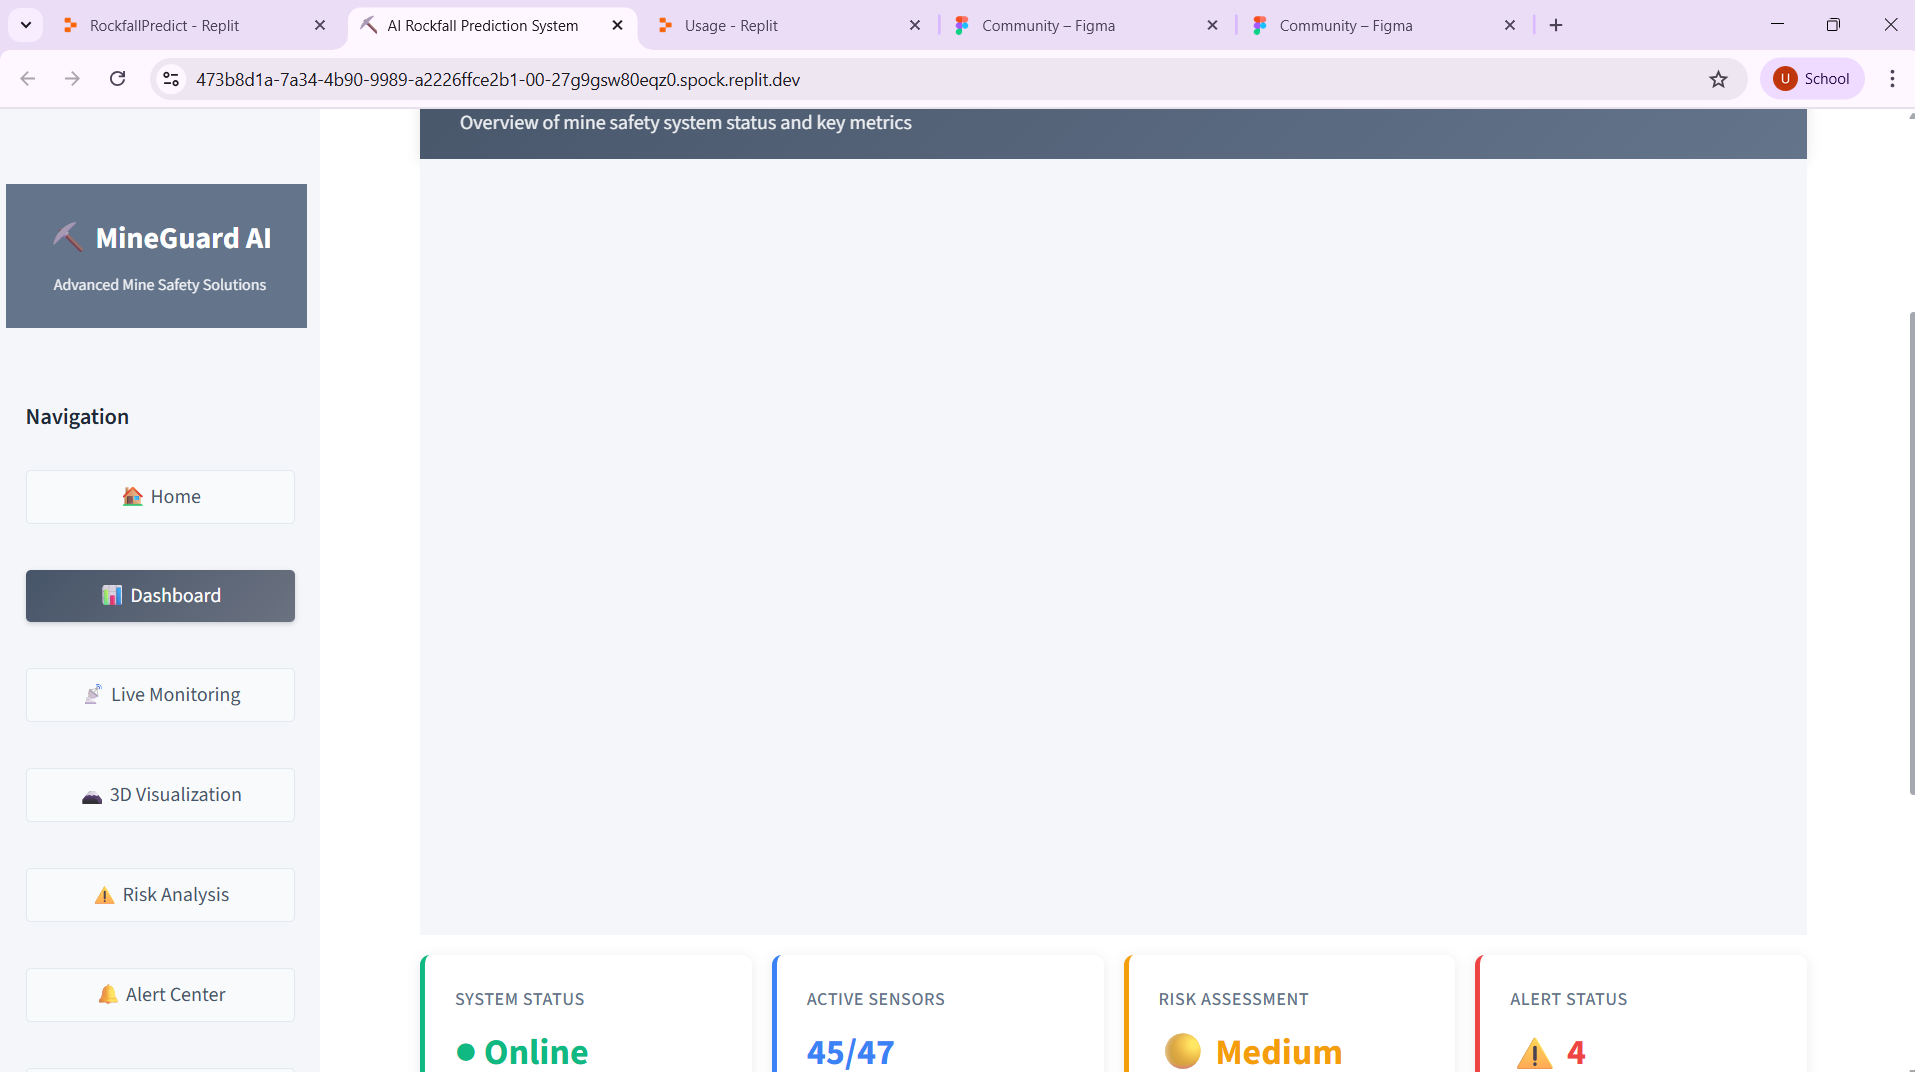 RockfallPredict - Replit
AI Rockfall Prediction System
Usage - Replit
Community – Figma
Community – Figma
473b8d1a-7a34-4b90-9989-a2226ffce2b1-00-27g9gsw80eqz0.spock.replit.dev
U School
Overview of mine safety system status and key metrics
MineGuard AI
Advanced Mine Safety Solutions
Navigation
Home
Dashboard
Live Monitoring
3D Visualization
Risk Analysis
Alert Center
SYSTEM STATUS
Online
ACTIVE SENSORS
45/47
RISK ASSESSMENT
Medium
ALERT STATUS
4